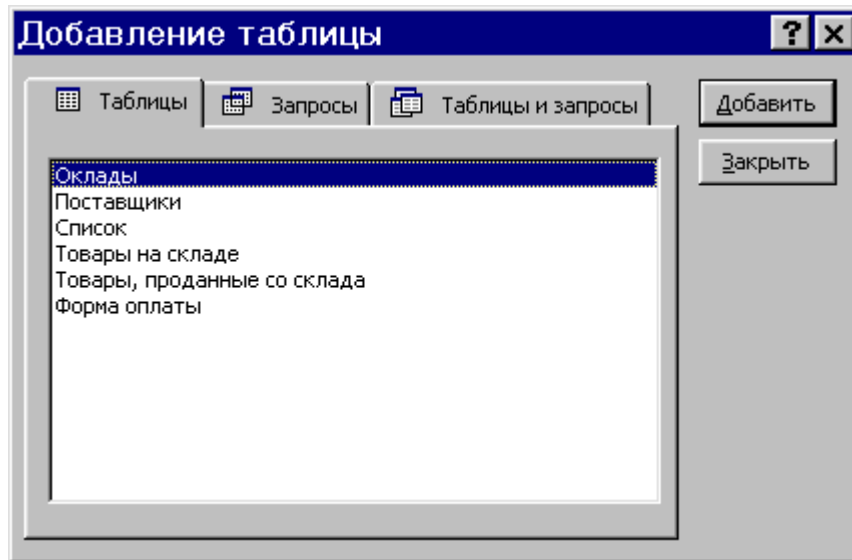 Добавление таблицы
Таблицы Запросы Таблицы и запросы
Добавить
Закрыть
Оклады
Поставщики
Список
Товары на складе
Товары, проданные со склада
Форма оплаты